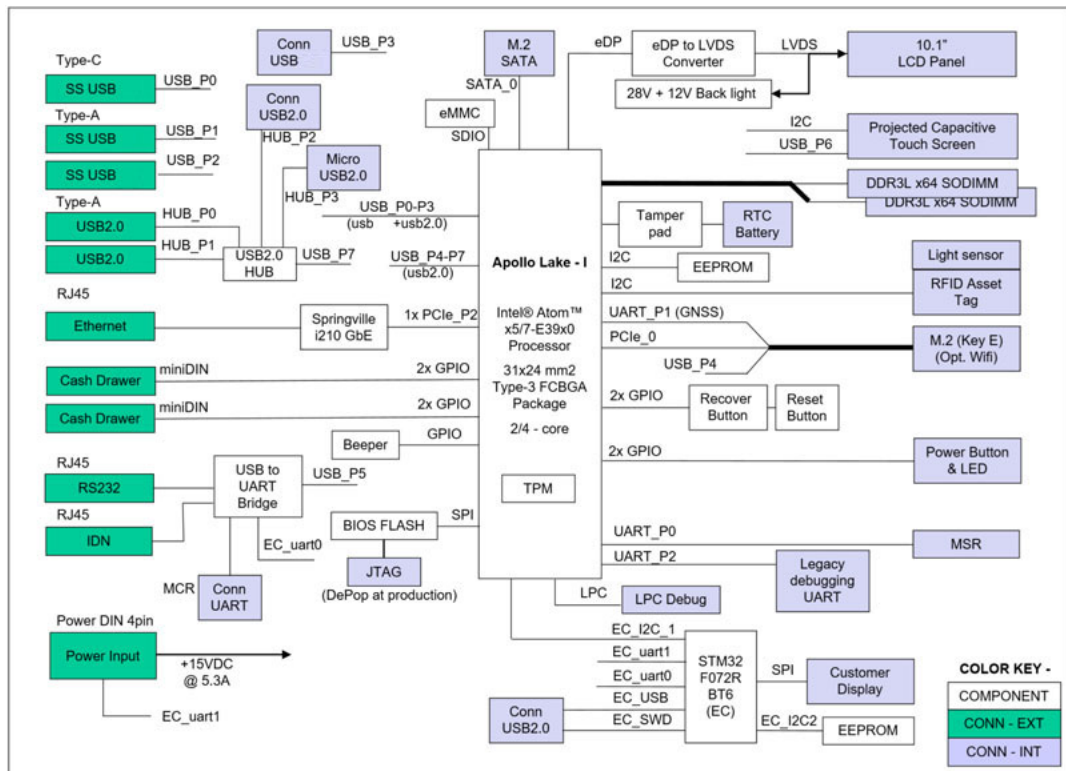 Type-C
SS USB
USB_P0
Type-A
SS USB
USB_P1
SS USB
USB_P2
Type-A
USB2.0
HUB_P0
USB2.0
HUB_P1
USB2.0
HUB
USB_P7
Conn
USB
USB_P3
Conn
USB2.0
HUB_P2
Micro
USB2.0
HUB_P3
USB_P0-P3
(usb +usb2.0)
USB_P4-P7
(usb2.0)
RJ45
Ethernet
Springville
i210 GbE
1x PCIe_P2
Cash Drawer
miniDIN
2x GPIO
Cash Drawer
miniDIN
2x GPIO
Beeper
GPIO
RJ45
RS232
RJ45
IDN
USB to
UART
Bridge
USB_P5
EC_uart0
MCR
Conn
UART
BIOS FLASH
SPI
JTAG
(DePop at production)
Power DIN 4pin
Power Input
+15VDC
@ 5.3A
EC_uart1
M.2
SATA
SATA_0
eMMC
SDIO
Apollo Lake - I
Intel® Atom™
x5/7-E39x0
Processor
31x24 mm2
Type-3 FCBGA
Package
2/4 - core
TPM
eDP
eDP to LVDS
Converter
LVDS
10.1"
LCD Panel
28V + 12V Back light
I2C
USB_P6
Projected Capacitive
Touch Screen
DDR3L x64 SODIMM
DDR3L x64 SODIMM
Tamper
pad
RTC
Battery
I2C
EEPROM
Light sensor
I2C
RFID Asset
Tag
UART_P1 (GNSS)
PCIe_0
USB_P4
M.2 (Key E)
(Opt. Wifi)
2x GPIO
Recover
Button
Reset
Button
2x GPIO
Power Button
& LED
UART_P0
MSR
UART_P2
Legacy
debugging
UART
LPC
LPC Debug
EC_I2C_1
EC_uart1
EC_uart0
EC_USB
EC_SWD
Conn
USB2.0
STM32
F072R
BT6
(EC)
SPI
Customer
Display
EC_I2C2
EEPROM
COLOR KEY -
COMPONENT
CONN - EXT
CONN - INT